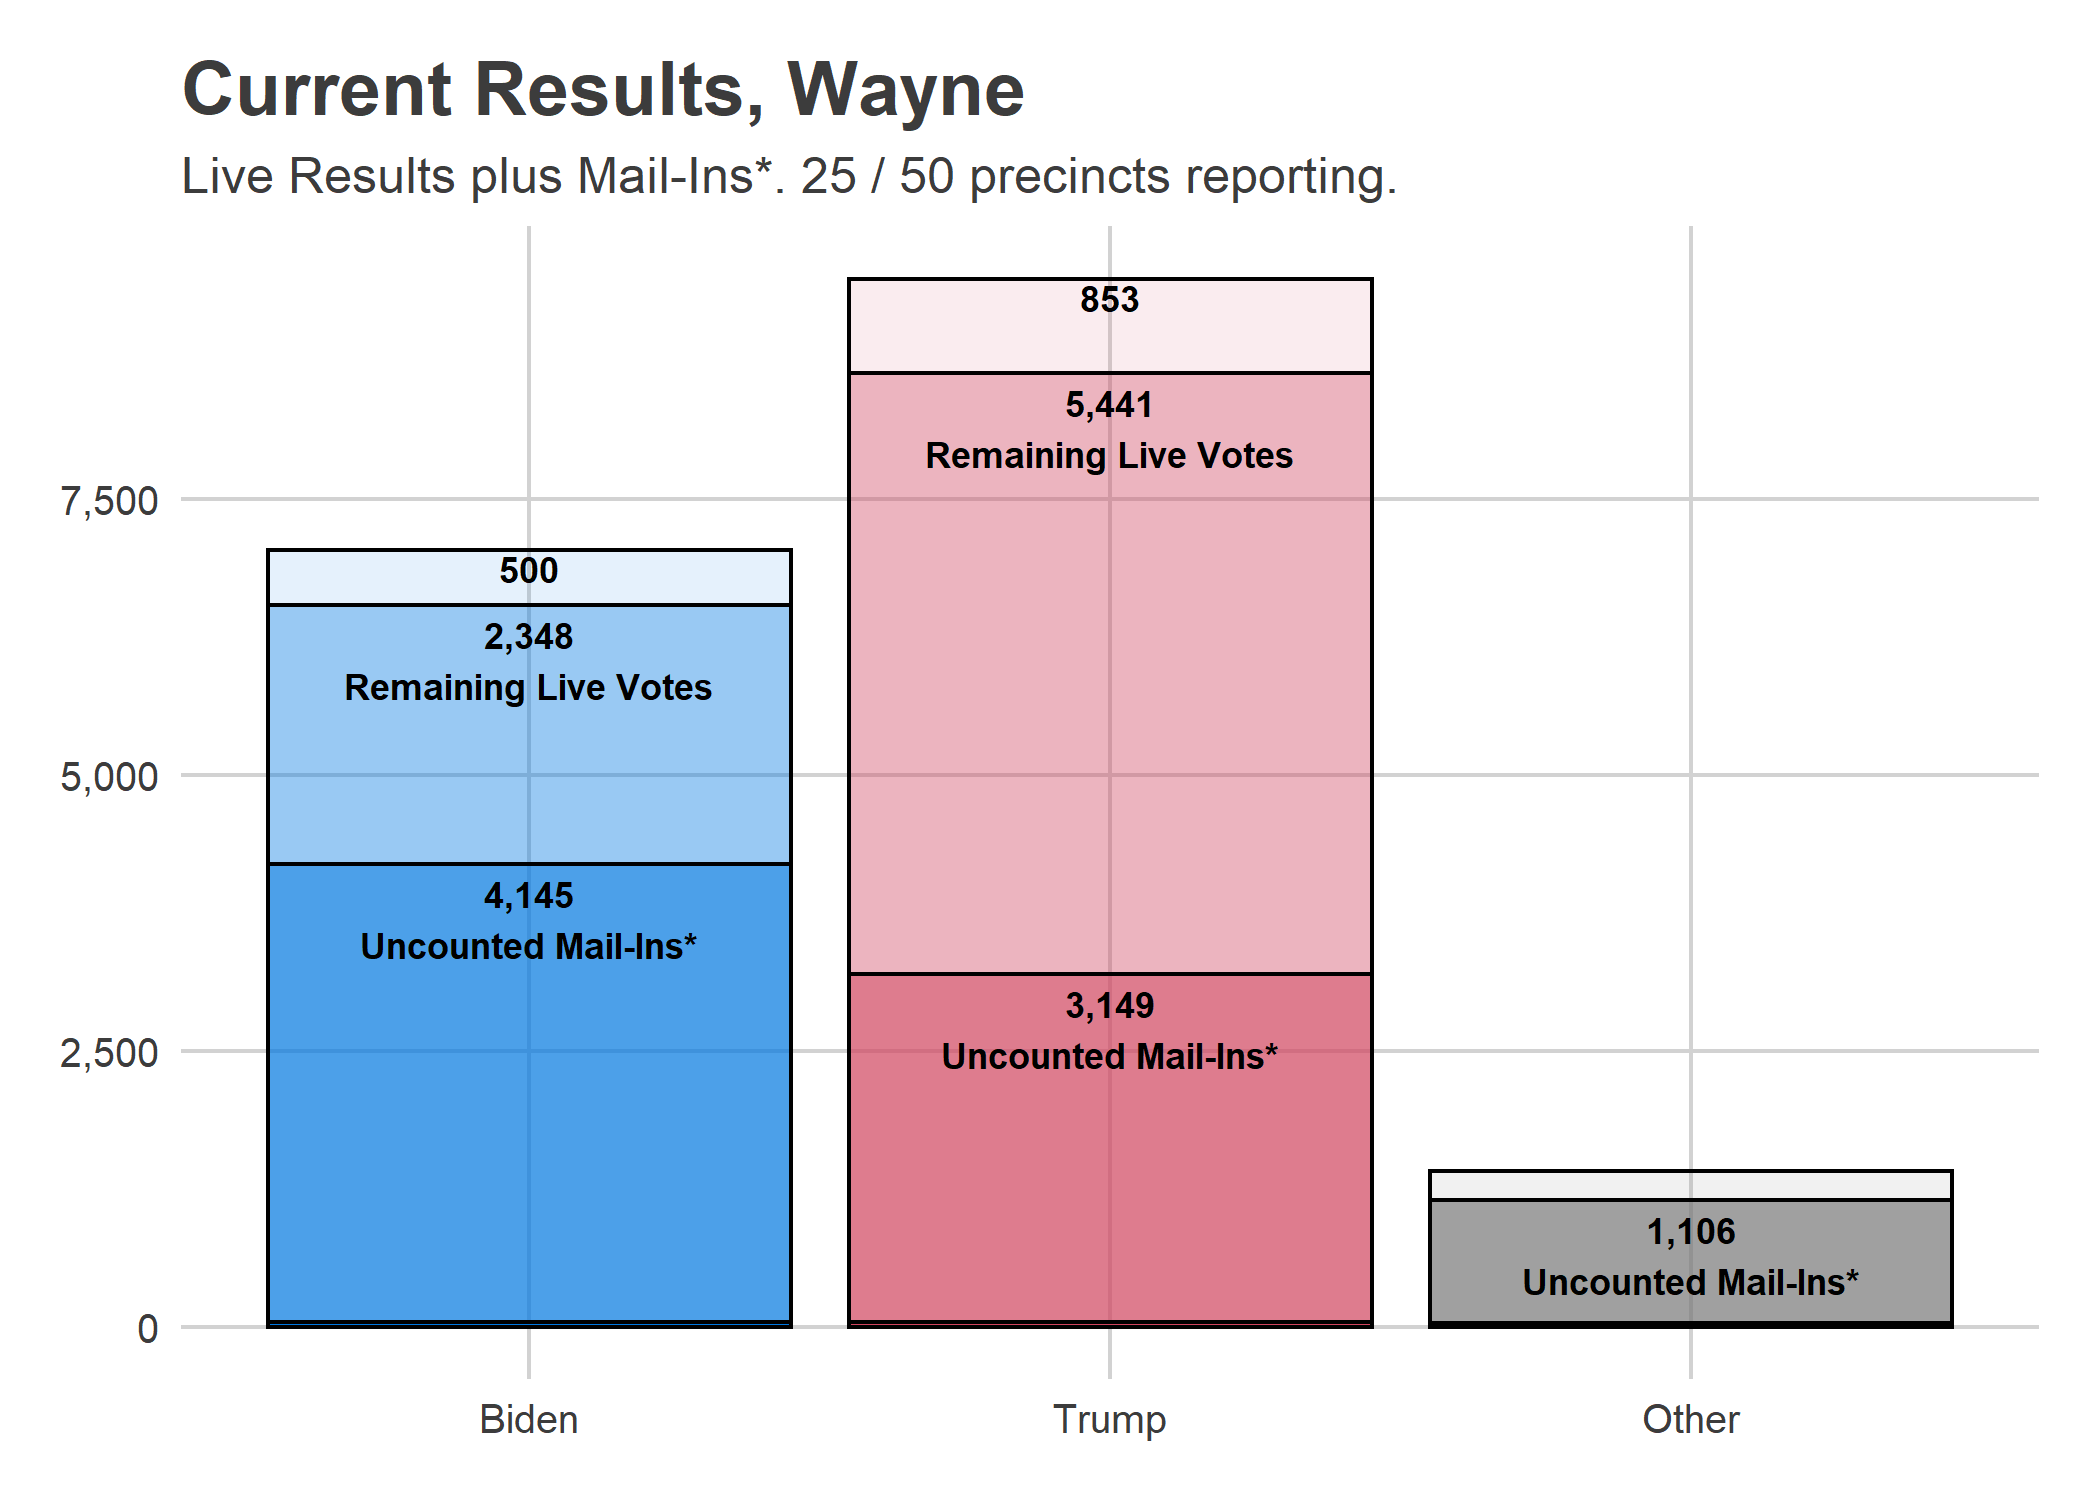 Current Results, Wayne
Live Results plus Mail-Ins*. 25 / 50 precincts reporting.
853
5,441
Remaining Live Votes
7,500
500
2,348
Remaining Live Votes
5,000
4,145
Uncounted Mail-Ins*
3,149
Uncounted Mail-Ins*
2,500
1,106
Uncounted Mail-Ins*
0
Biden
Trump
Other